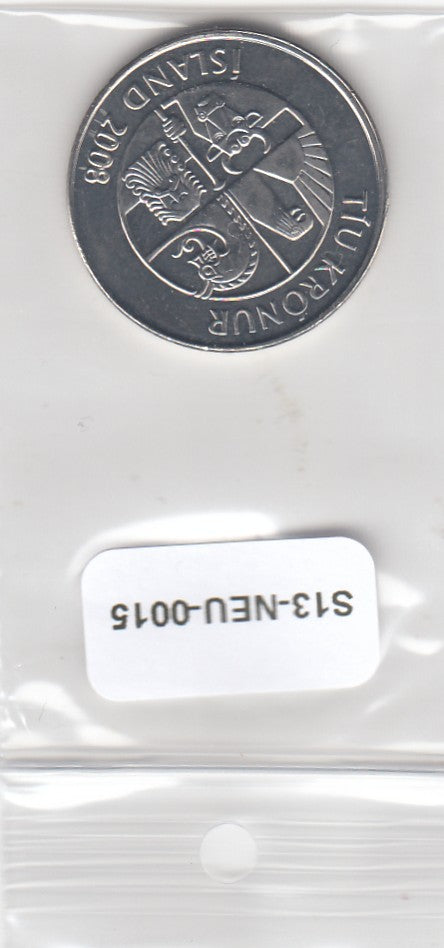 ÍSLAND 2008
TÍU KRÓNUR
S13-NEU-0015